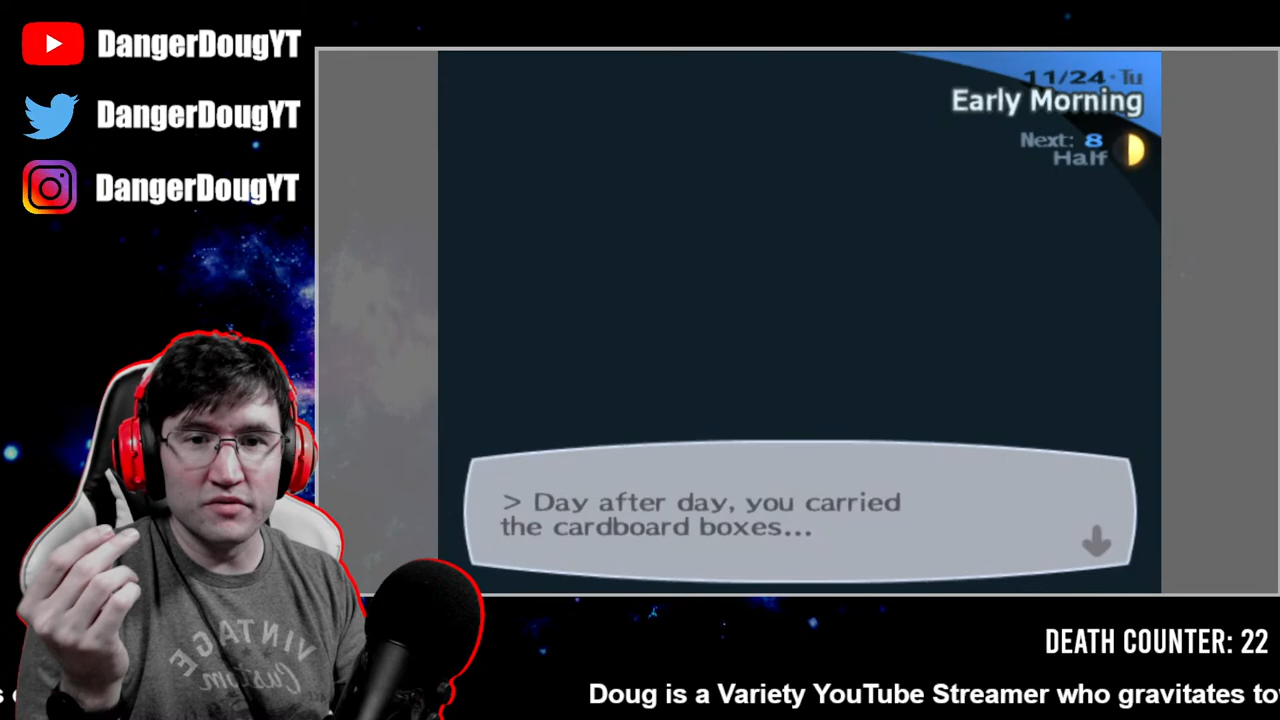 DangerDougYT
DangerDougYT
DangerDougYT
11/24 · Tu
Early Morning
Next: 8
Half
> Day after day, you carried
the cardboard boxes...
VINTAGE
Custom
DEATH COUNTER: 22
Doug is a Variety YouTube Streamer who gravitates